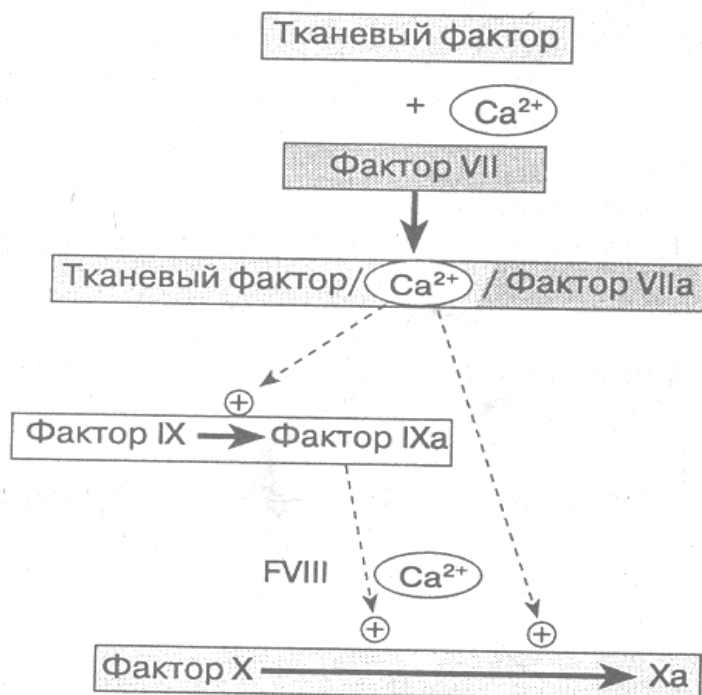 Тканевый фактор
+ Ca²⁺
Фактор VII
Тканевый фактор/ Ca²⁺ / Фактор VIIa
+
Фактор IX Фактор IXa
FVIII Ca²⁺
+ +
Фактор X Xa